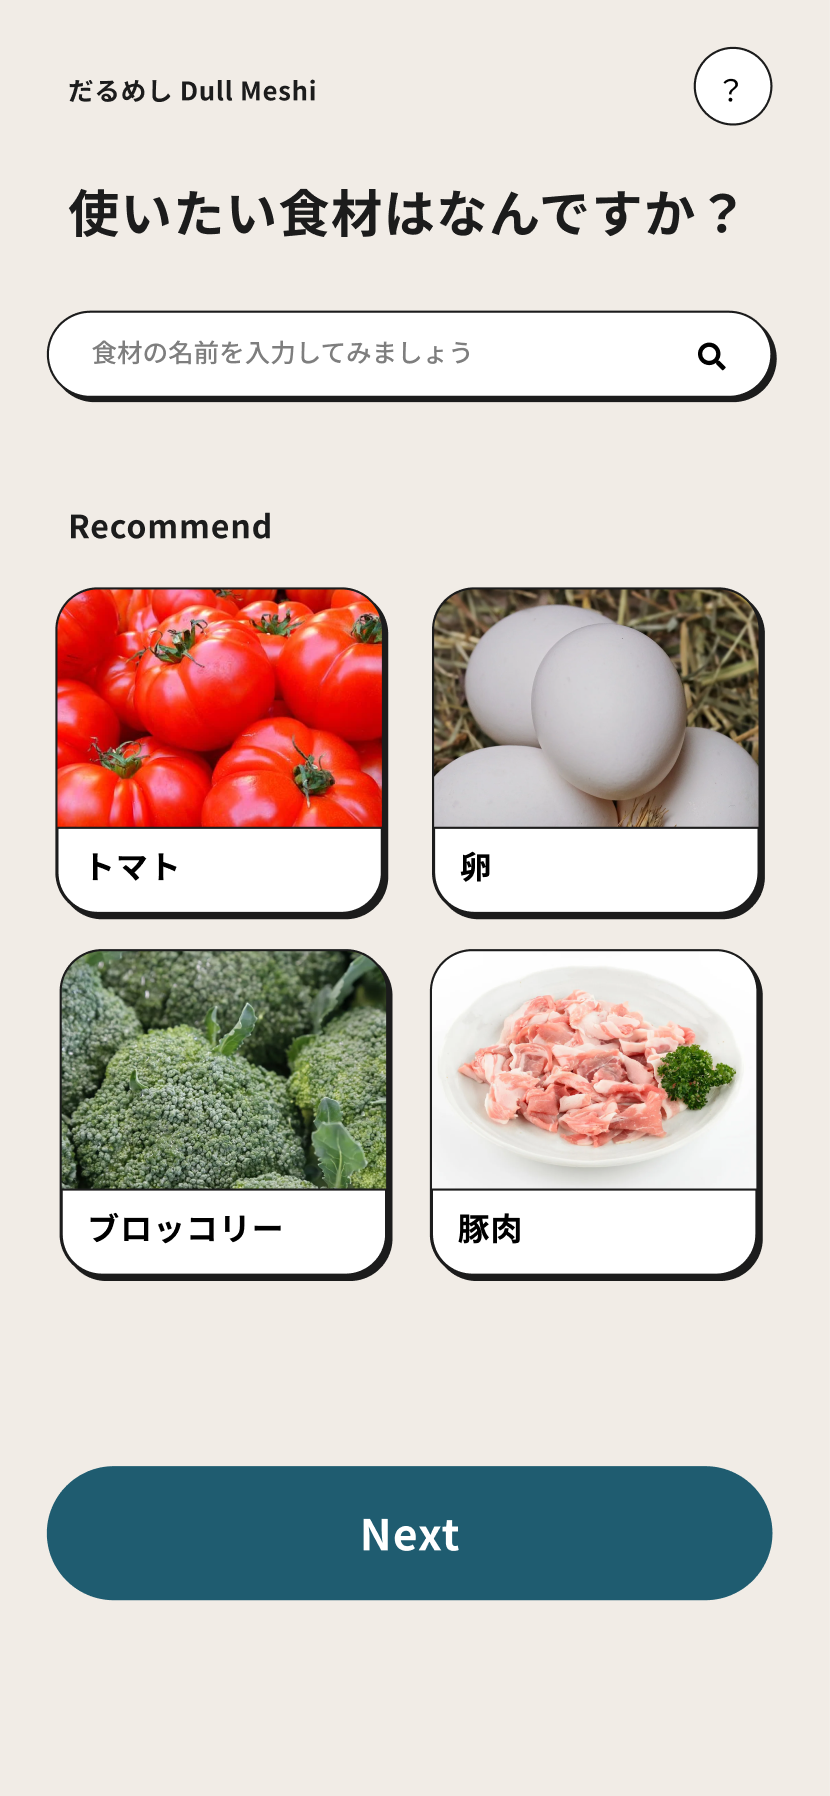 だるめし Dull Meshi
？
使いたい食材はなんですか？
食材の名前を入力してみましょう
Recommend
トマト
卵
ブロッコリー
豚肉
Next